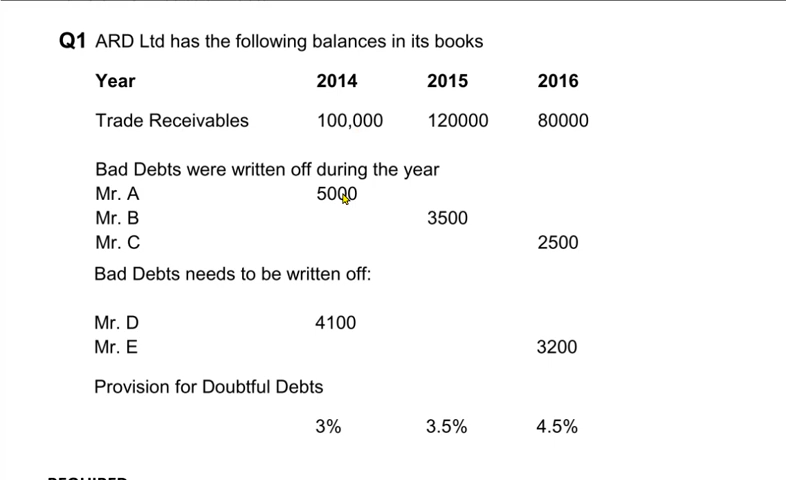 Q1 ARD Ltd has the following balances in its books
Year 2014 2015 2016
Trade Receivables 100,000 120000 80000
Bad Debts were written off during the year
Mr. A 5000
Mr. B 3500
Mr. C 2500
Bad Debts needs to be written off:
Mr. D 4100
Mr. E 3200
Provision for Doubtful Debts
3% 3.5% 4.5%
REQUIRED